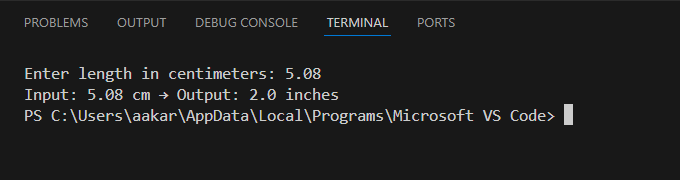 PROBLEMS OUTPUT DEBUG CONSOLE TERMINAL PORTS
Enter length in centimeters: 5.08
Input: 5.08 cm → Output: 2.0 inches
PS C:\Users\aakar\AppData\Local\Programs\Microsoft VS Code>